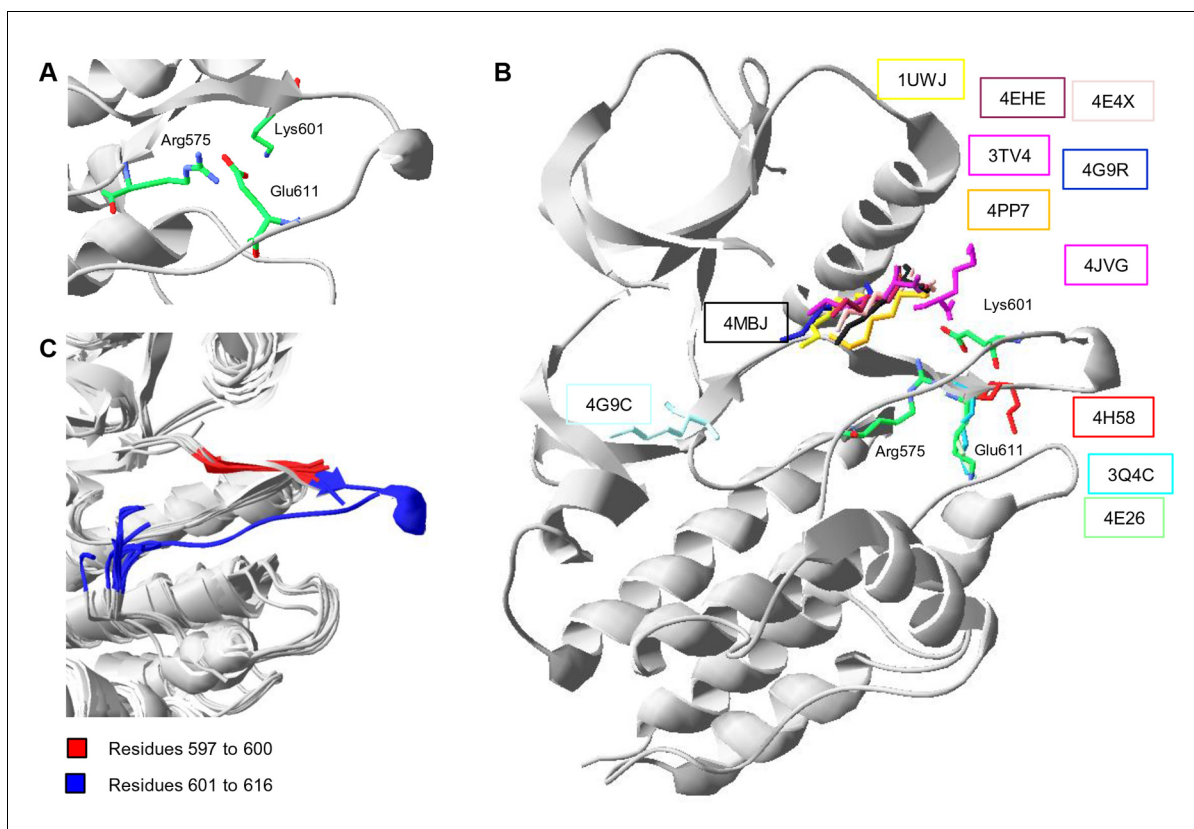 A
Lys601
Arg575
Glu611
B
1UWJ
4EHE
4E4X
3TV4
4G9R
4PP7
4JVG
Lys601
4MBJ
4G9C
4H58
Arg575
Glu611
3Q4C
4E26
C
Residues 597 to 600
Residues 601 to 616